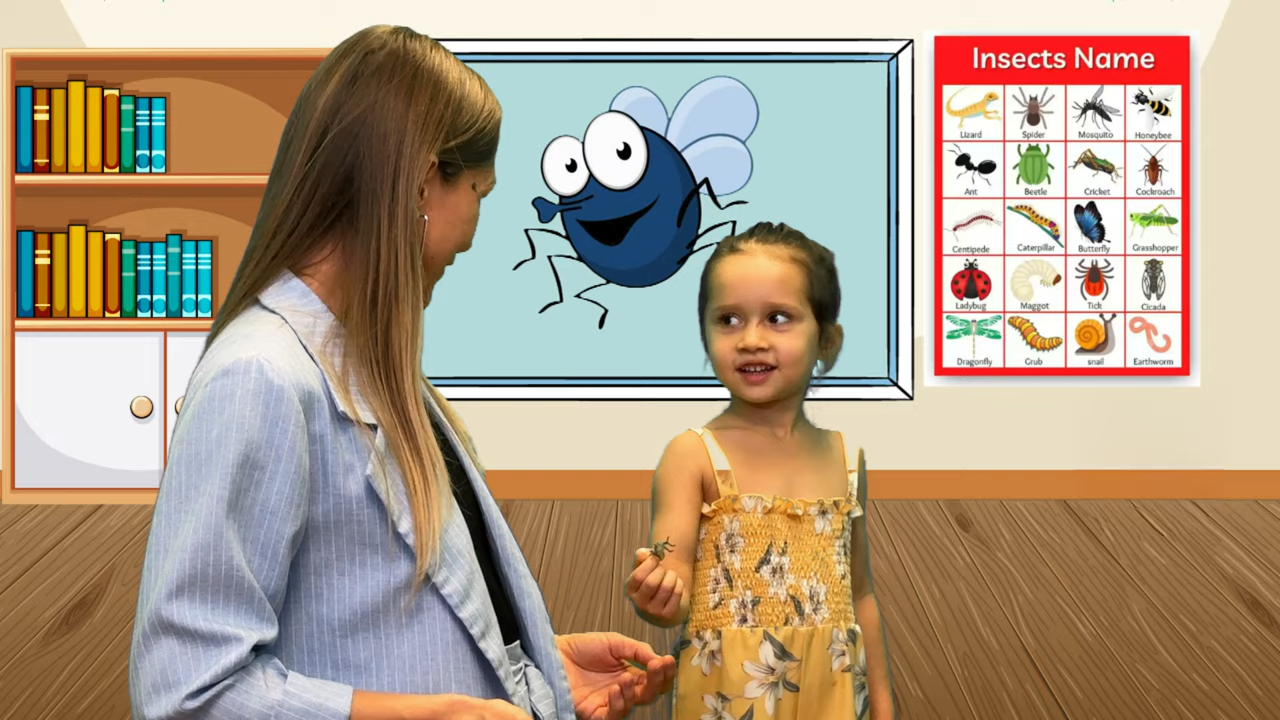 Insects Name
Lizard Spider Mosquito Honeybee
Ant Beetle Cricket Cockroach
Centipede Caterpillar Butterfly Grasshopper
Ladybug Maggot Tick Cicada
Dragonfly Grub snail Earthworm